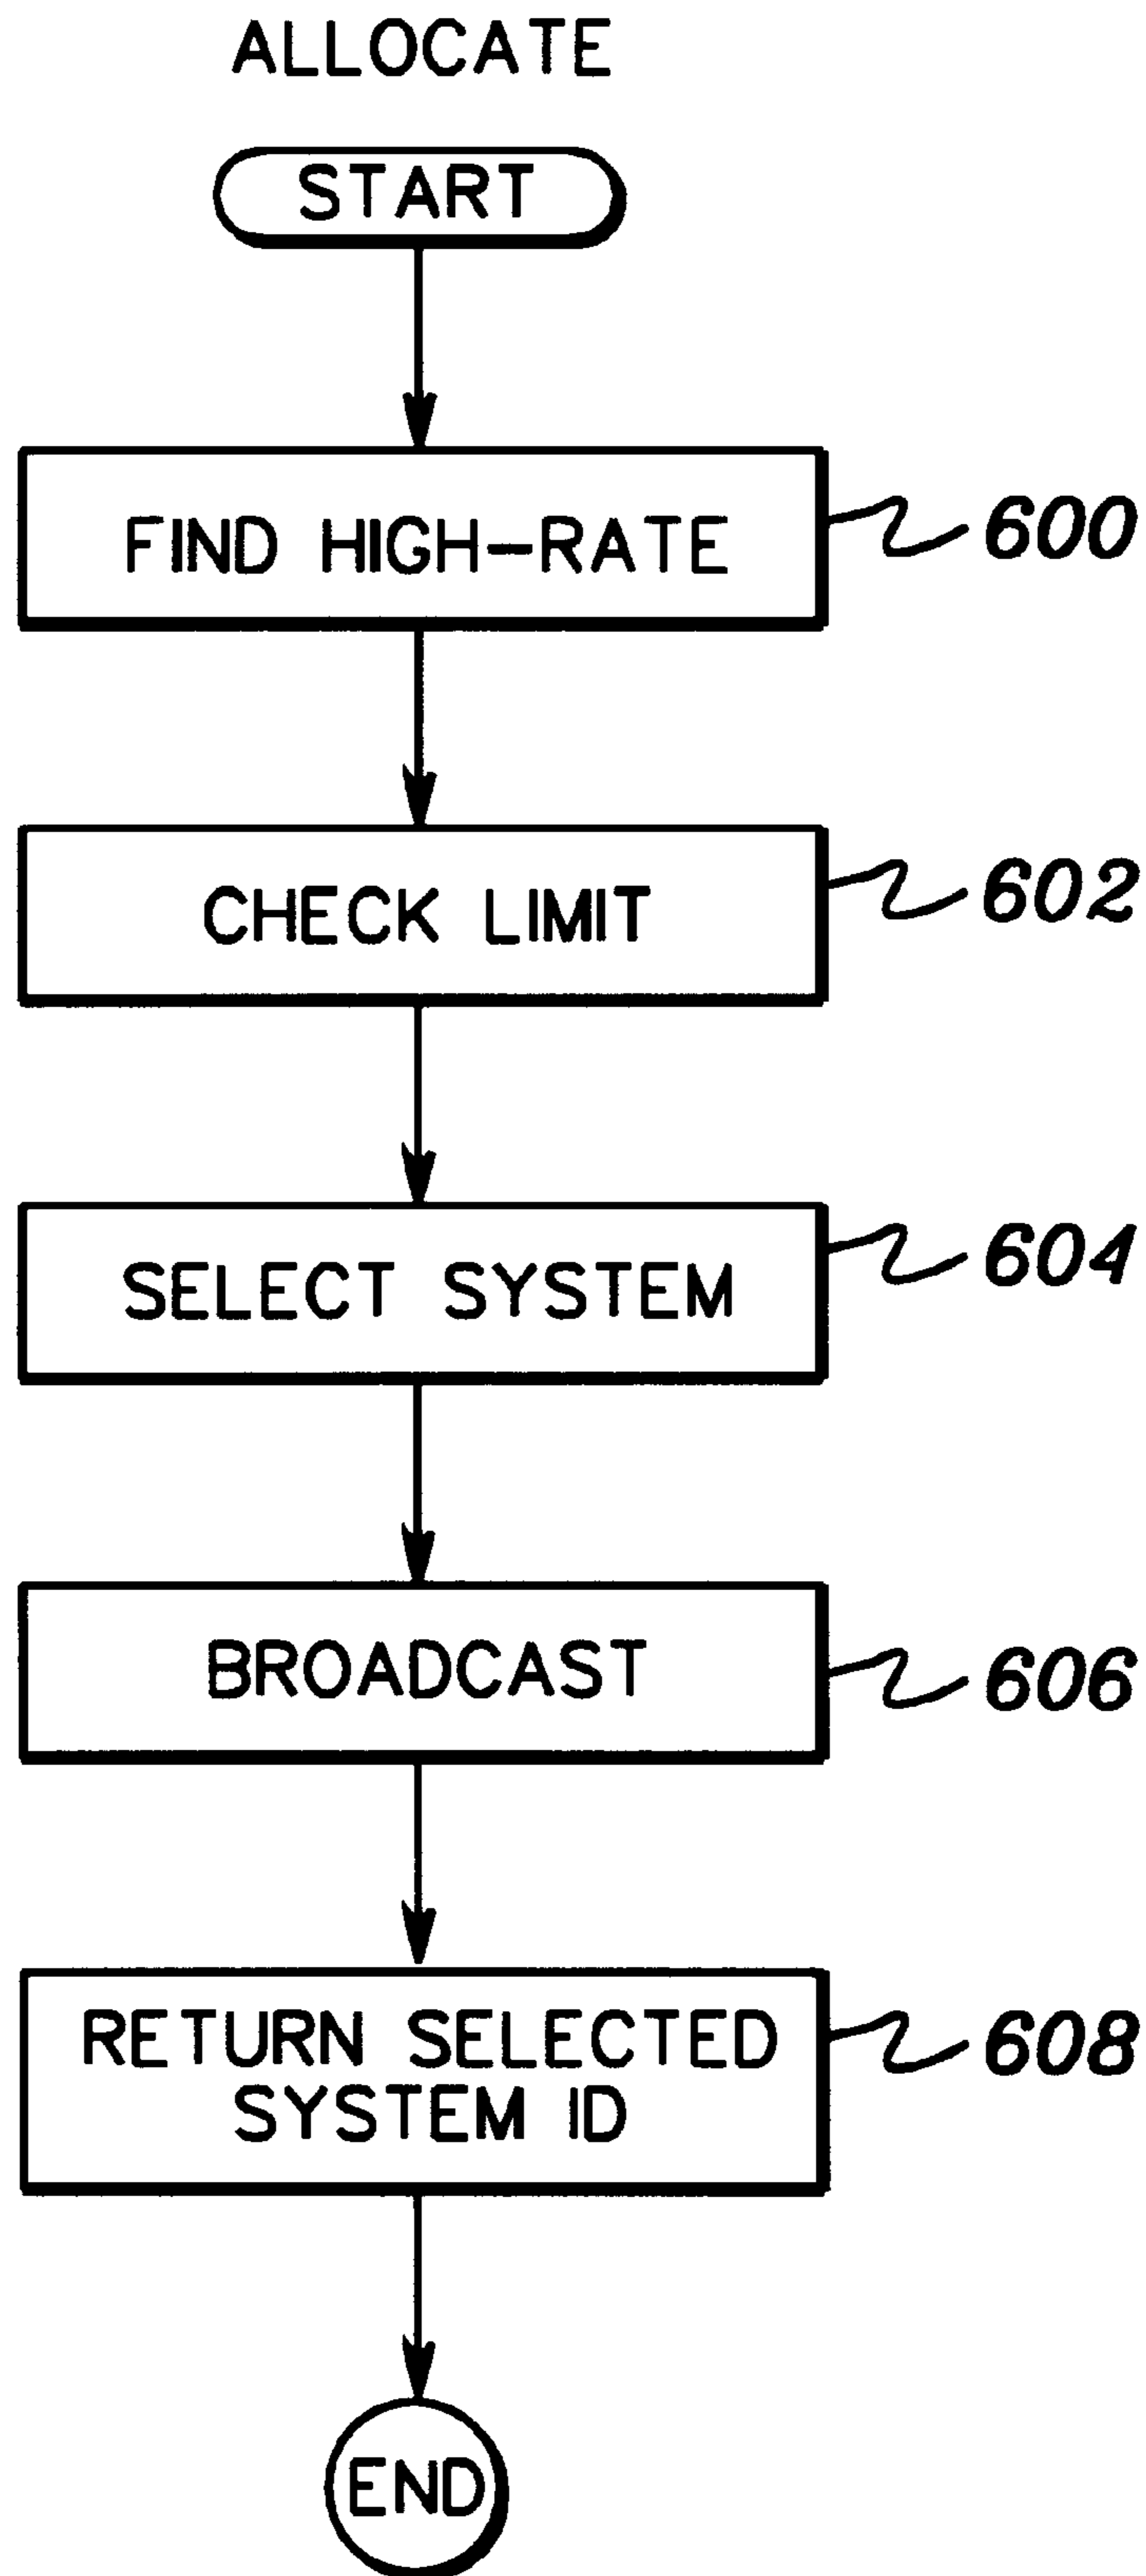 ALLOCATE
START
FIND HIGH-RATE
600
CHECK LIMIT
602
SELECT SYSTEM
604
BROADCAST
606
RETURN SELECTED
SYSTEM ID
608
END